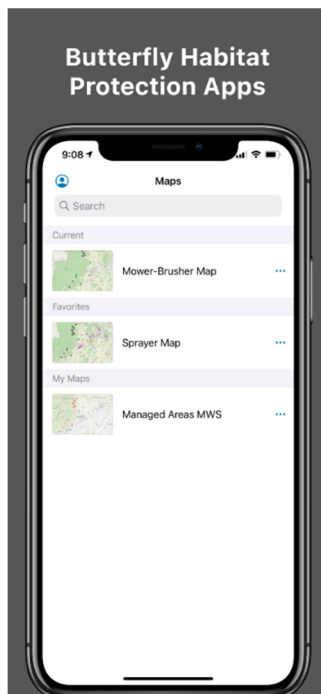 Butterfly Habitat
Protection Apps
9:08
Maps
Search
Current
Mower-Brusher Map
Favorites
Sprayer Map
My Maps
Managed Areas MWS